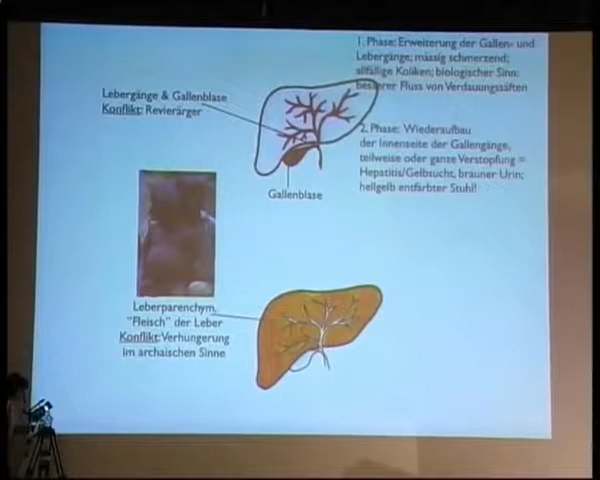 1. Phase: Erweiterung der Gallen- und
Lebergänge; mässig schmerzend;
allfällige Koliken; biologischer Sinn:
besserer Fluss von Verdauungssäften
Lebergänge & Gallenblase
Konflikt: Revierärger
2. Phase: Wiederaufbau
der Innenseite der Gallengänge,
teilweise oder ganze Verstopfung =
Hepatitis/Gelbsucht, brauner Urin;
hellgelb entfärbter Stuhl!
Gallenblase
Leberparenchym,
"Fleisch" der Leber
Konflikt: Verhungerung
im archaischen Sinne